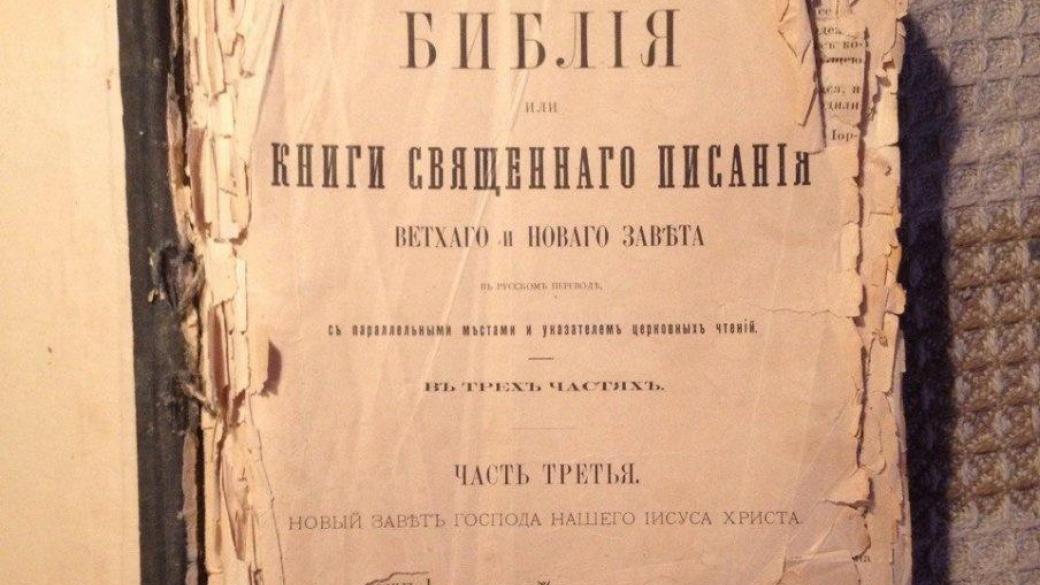 БИБЛІЯ
ИЛИ
КНИГИ СВЯЩЕННАГО ПИСАНІЯ
ВЕТХАГО И НОВАГО ЗАВѢТА
ВЪ РУССКОМЪ ПЕРЕВОДѢ,
съ параллельными мѣстами и указателемъ церковныхъ чтеній.
ВЪ ТРЕХЪ ЧАСТЯХЪ.
ЧАСТЬ ТРЕТЬЯ.
НОВЫЙ ЗАВѢТЪ ГОСПОДА НАШЕГО ІИСУСА ХРИСТА.